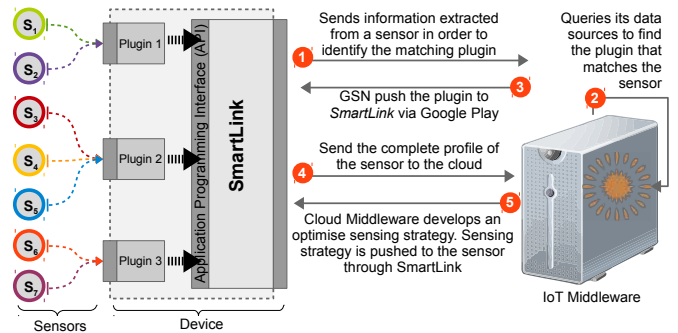 S1
S2
S3
S4
S5
S6
S7
Sensors
Plugin 1
Plugin 2
Plugin 3
Application Programming Interface (API)
SmartLink
Device
Sends information extracted
from a sensor in order to
identify the matching plugin
1
3
GSN push the plugin to
SmartLink via Google Play
Send the complete profile of
the sensor to the cloud
4
5
Cloud Middleware develops an
optimise sensing strategy. Sensing
strategy is pushed to the sensor
through SmartLink
Queries its data
sources to find
the plugin that
matches the
sensor
2
IoT Middleware